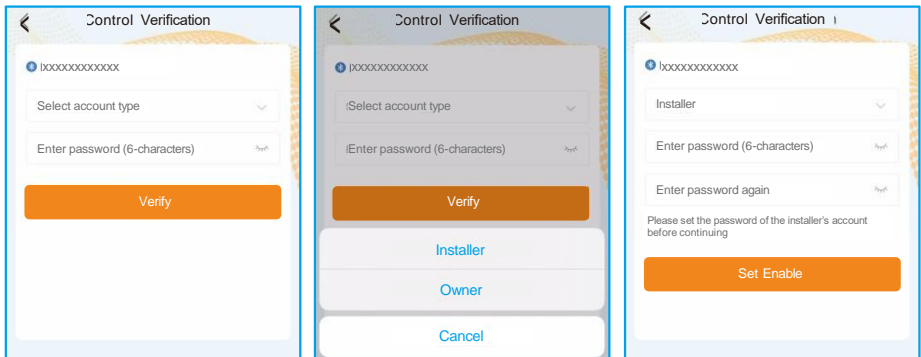 Control Verification
lxxxxxxxxxxxx
Select account type
Enter password (6-characters)
Verify
Control Verification
lxxxxxxxxxxxx
Select account type
Enter password (6-characters)
Verify
Installer
Owner
Cancel
Control Verification
lxxxxxxxxxxxx
Installer
Enter password (6-characters)
Enter password again
Please set the password of the installer's account
before continuing
Set Enable